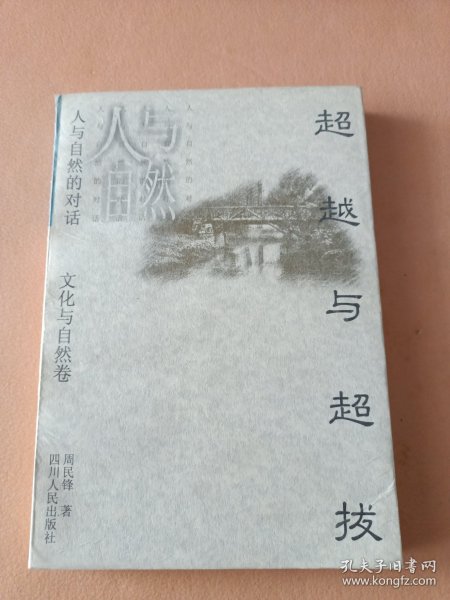 超越与超拔
人与自然
人与自然的对话
文化与自然卷
周民锋 著
四川人民出版社
孔夫子旧书网
www.kongfz.com